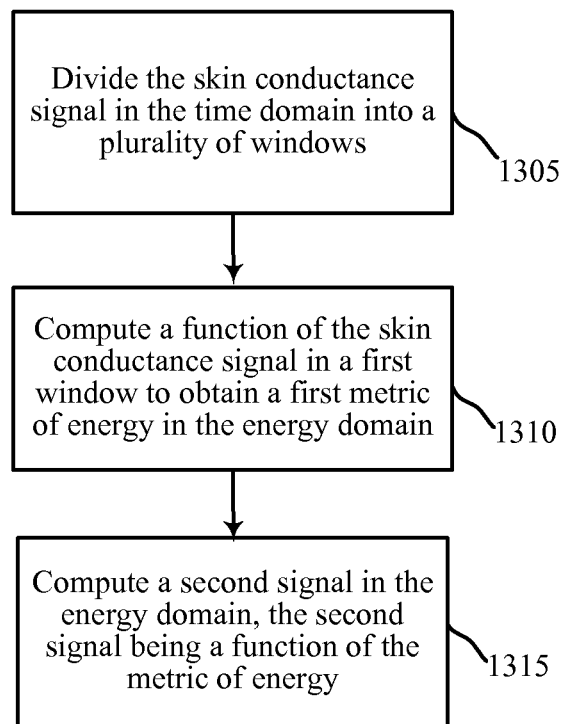 Divide the skin conductance
signal in the time domain into a
plurality of windows
1305
Compute a function of the skin
conductance signal in a first
window to obtain a first metric
of energy in the energy domain
1310
Compute a second signal in the
energy domain, the second
signal being a function of the
metric of energy
1315